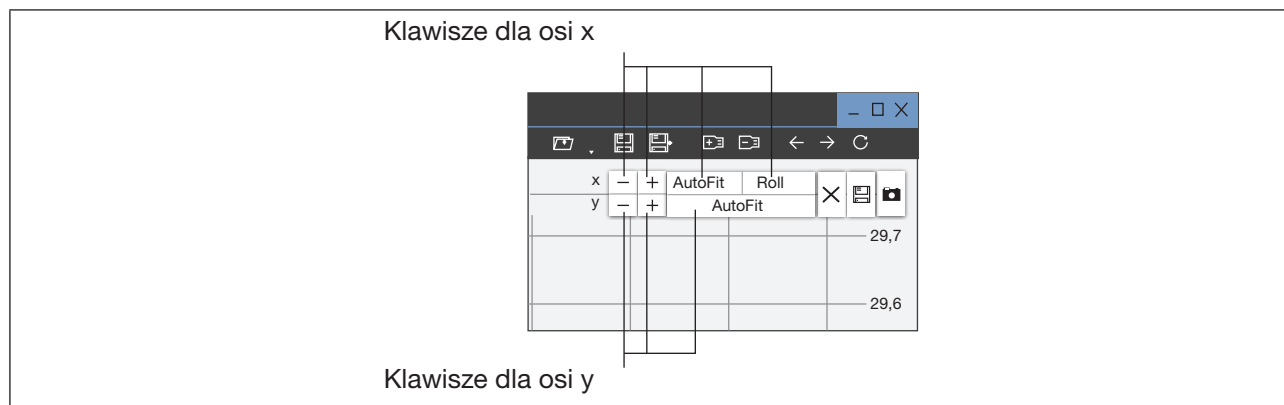 Klawisze dla osi x
x − + AutoFit Roll
y − + AutoFit
29,7
29,6
Klawisze dla osi y